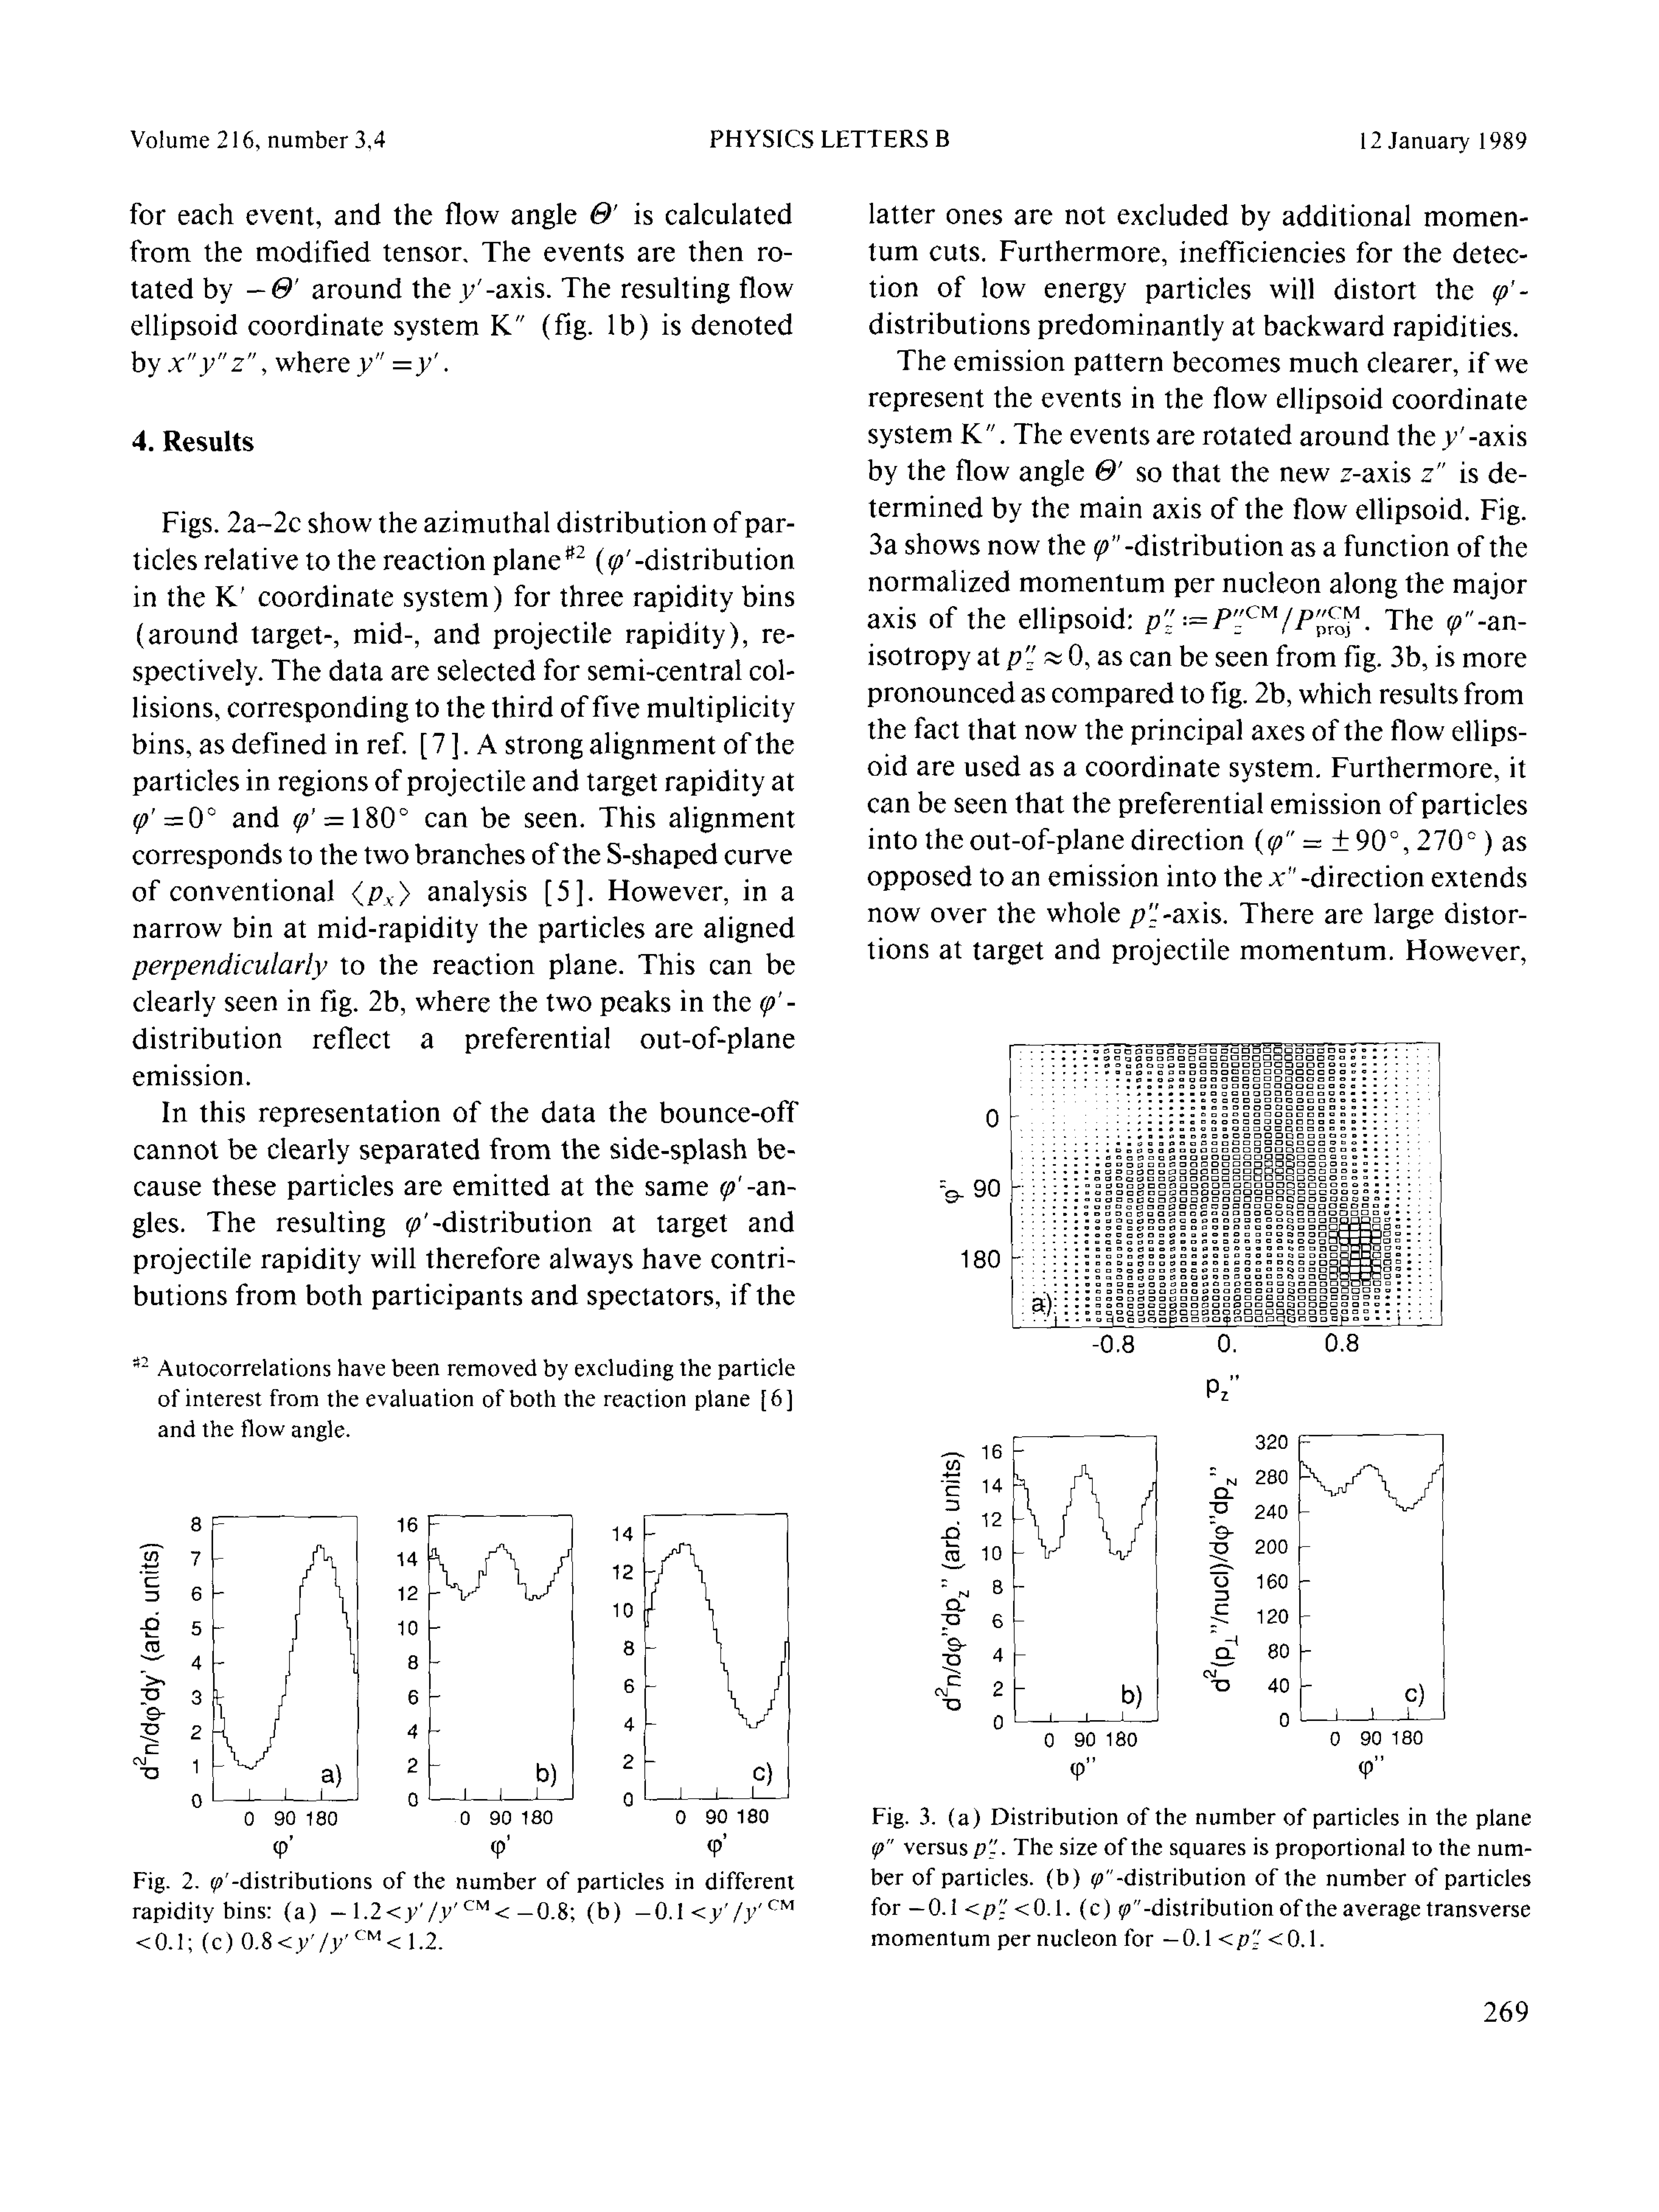 Volume 216, number 3,4
PHYSICS LETTERS B
12 January 1989
for each event, and the flow angle Θ′ is calculated
from the modified tensor. The events are then ro-
tated by −Θ′ around the y′-axis. The resulting flow
ellipsoid coordinate system K″ (fig. 1b) is denoted
by x″y″z″, where y″=y′.
4. Results
Figs. 2a–2c show the azimuthal distribution of par-
ticles relative to the reaction plane#2 (φ′-distribution
in the K′ coordinate system) for three rapidity bins
(around target-, mid-, and projectile rapidity), re-
spectively. The data are selected for semi-central col-
lisions, corresponding to the third of five multiplicity
bins, as defined in ref. [7]. A strong alignment of the
particles in regions of projectile and target rapidity at
φ′=0° and φ′=180° can be seen. This alignment
corresponds to the two branches of the S-shaped curve
of conventional ⟨pₓ⟩ analysis [5]. However, in a
narrow bin at mid-rapidity the particles are aligned
perpendicularly to the reaction plane. This can be
clearly seen in fig. 2b, where the two peaks in the φ′-
distribution reflect a preferential out-of-plane
emission.
In this representation of the data the bounce-off
cannot be clearly separated from the side-splash be-
cause these particles are emitted at the same φ′-an-
gles. The resulting φ′-distribution at target and
projectile rapidity will therefore always have contri-
butions from both participants and spectators, if the
#2 Autocorrelations have been removed by excluding the particle
of interest from the evaluation of both the reaction plane [6]
and the flow angle.
d²n/dφ'dy' (arb. units)
8
7
6
5
4
3
2
1
0
a)
0 90 180
φ'
16
14
12
10
8
6
4
2
0
b)
0 90 180
φ'
14
12
10
8
6
4
2
0
c)
0 90 180
φ'
Fig. 2. φ′-distributions of the number of particles in different
rapidity bins: (a) −1.2<y′/y′CM<−0.8; (b) −0.1<y′/y′CM
<0.1; (c) 0.8<y′/y′CM<1.2.
latter ones are not excluded by additional momen-
tum cuts. Furthermore, inefficiencies for the detec-
tion of low energy particles will distort the φ′-
distributions predominantly at backward rapidities.
The emission pattern becomes much clearer, if we
represent the events in the flow ellipsoid coordinate
system K″. The events are rotated around the y′-axis
by the flow angle Θ′ so that the new z-axis z″ is de-
termined by the main axis of the flow ellipsoid. Fig.
3a shows now the φ″-distribution as a function of the
normalized momentum per nucleon along the major
axis of the ellipsoid: p″z:=P″zCM/P″CMproj. The φ″-an-
isotropy at p″z≈0, as can be seen from fig. 3b, is more
pronounced as compared to fig. 2b, which results from
the fact that now the principal axes of the flow ellips-
oid are used as a coordinate system. Furthermore, it
can be seen that the preferential emission of particles
into the out-of-plane direction (φ″=±90°, 270°) as
opposed to an emission into the x″-direction extends
now over the whole p″z-axis. There are large distor-
tions at target and projectile momentum. However,
φ"
0
90
180
a)
-0.8 0. 0.8
pz"
d²n/dφ"dpz" (arb. units)
16
14
12
10
8
6
4
2
0
b)
0 90 180
φ"
d²(p⊥"/nucl)/dφ"dpz"
320
280
240
200
160
120
80
40
0
c)
0 90 180
φ"
Fig. 3. (a) Distribution of the number of particles in the plane
φ″ versus p″z. The size of the squares is proportional to the num-
ber of particles. (b) φ″-distribution of the number of particles
for −0.1<p″z<0.1. (c) φ″-distribution of the average transverse
momentum per nucleon for −0.1<p″z<0.1.
269